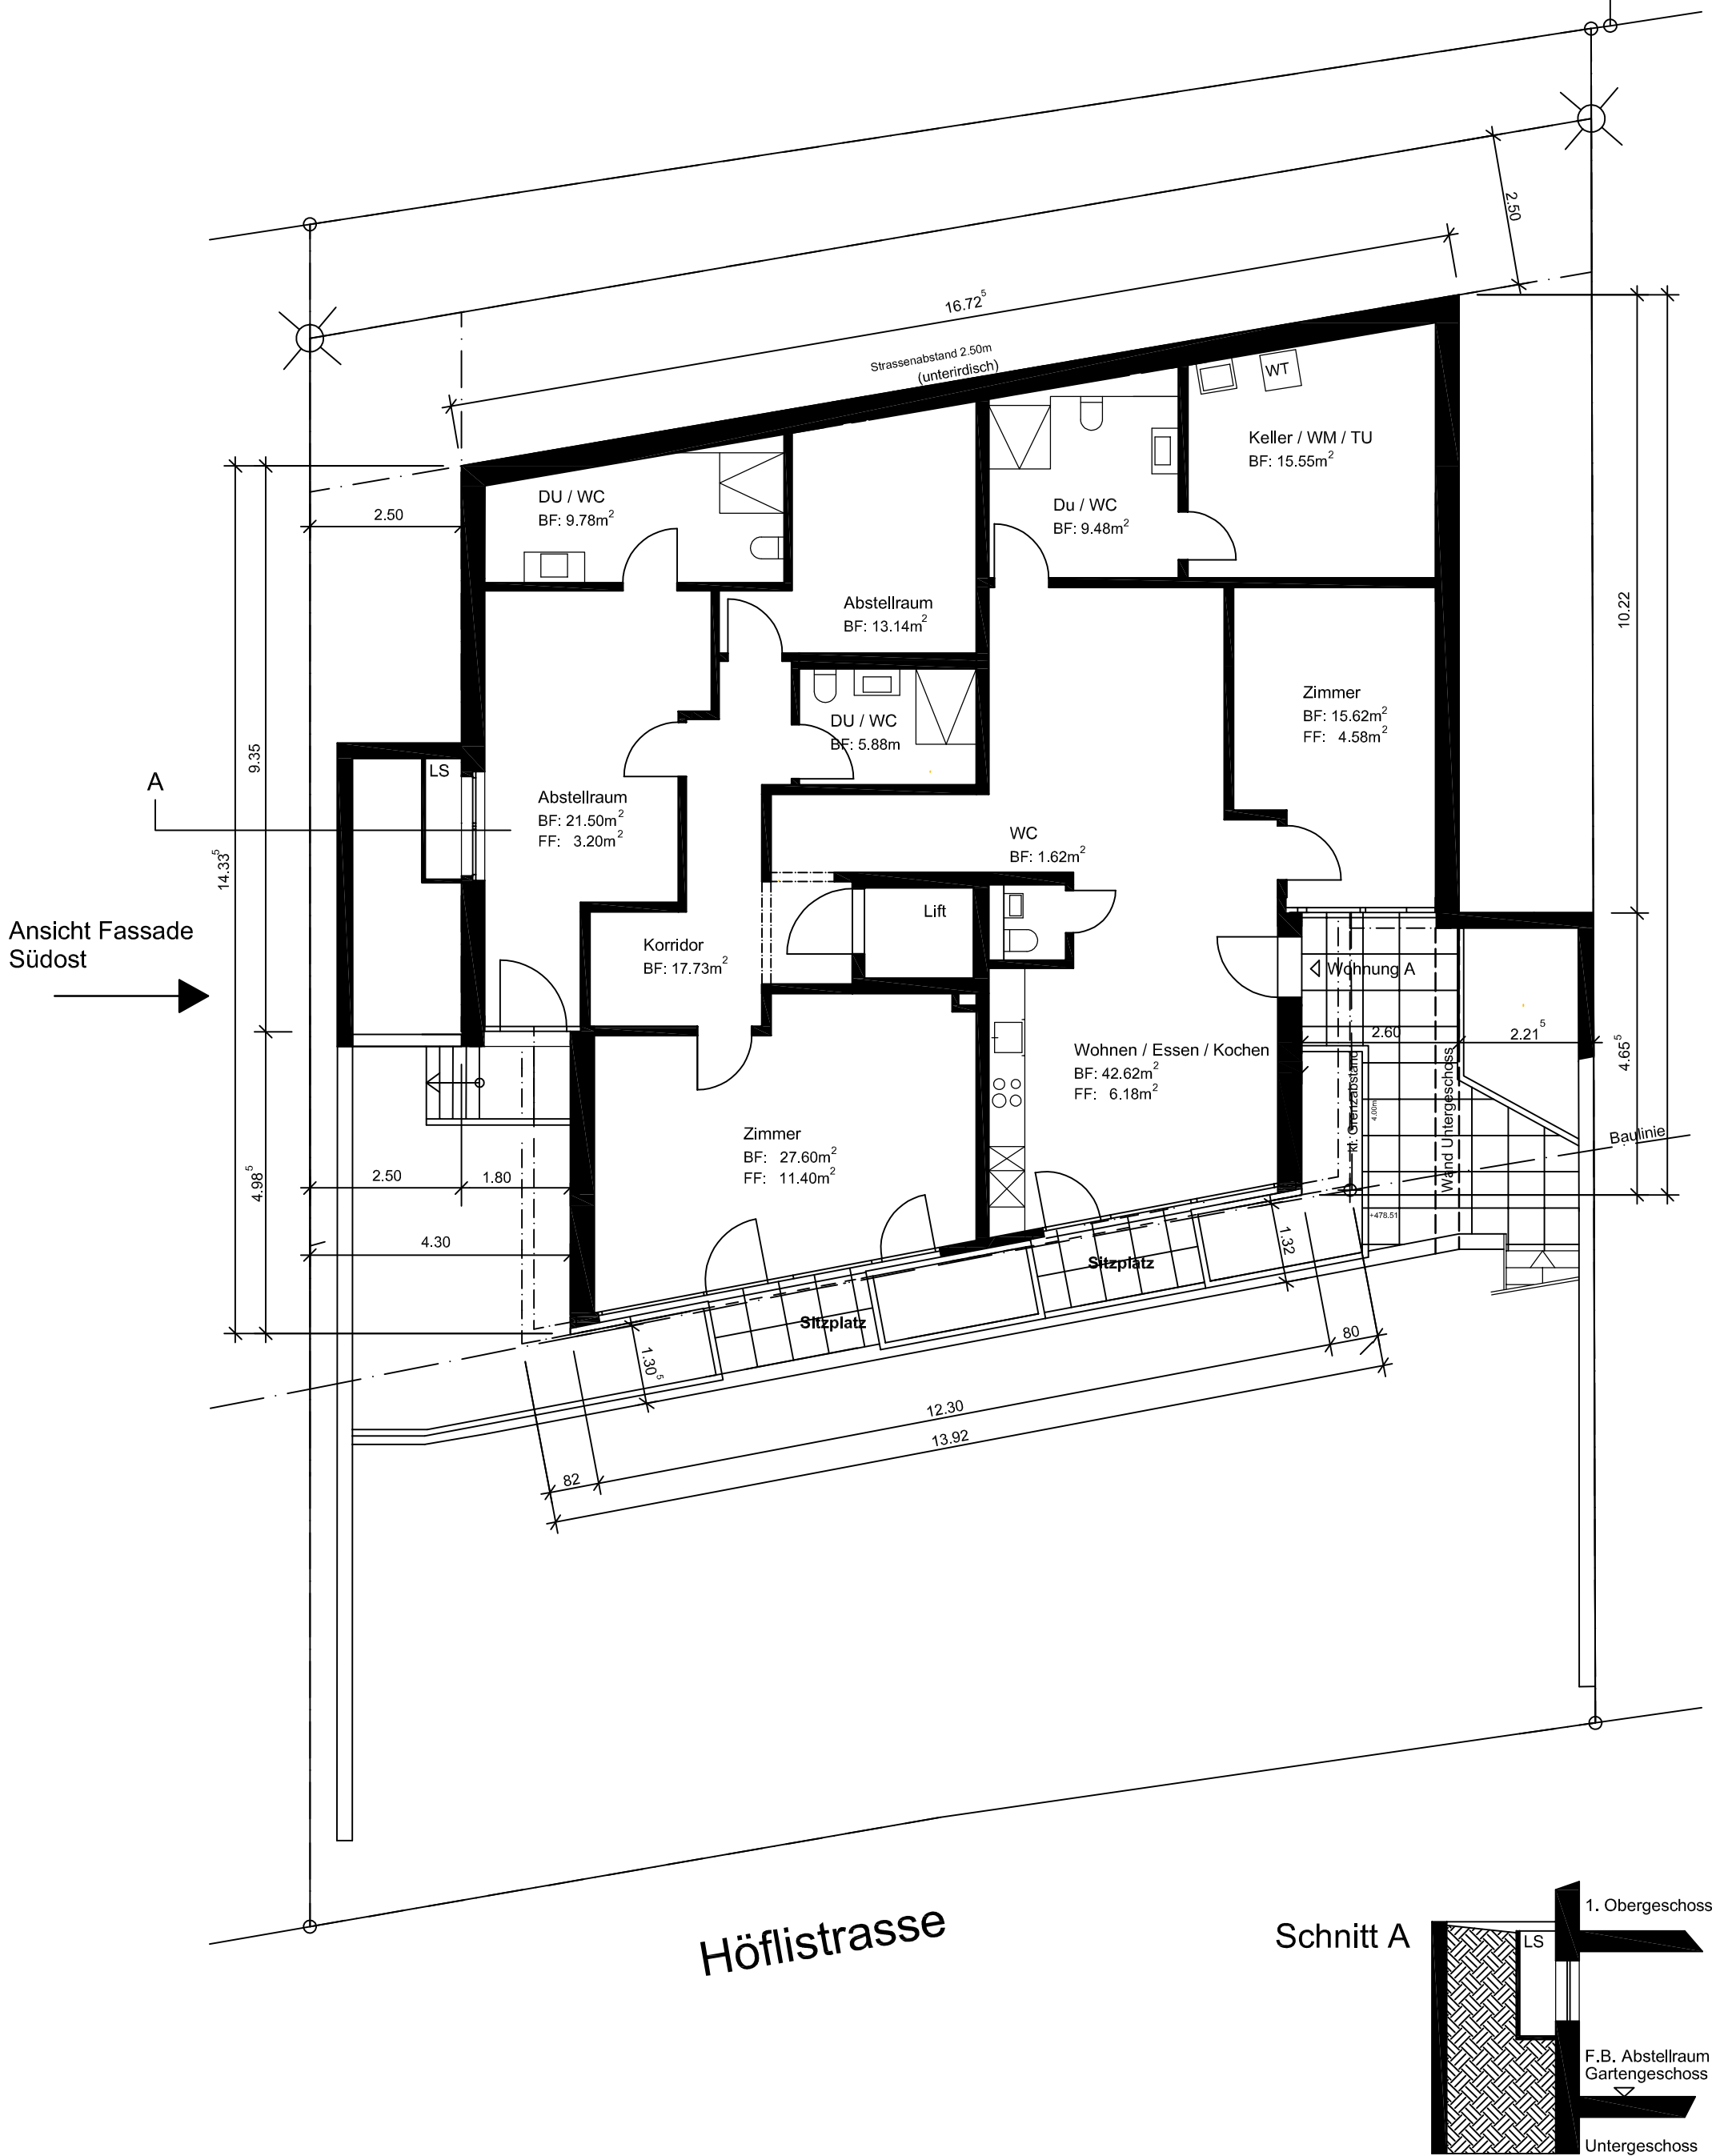 2.50
16.72⁵
Strassenabstand 2.50m
(unterirdisch)
WT
Keller / WM / TU
BF: 15.55m²
DU / WC
BF: 9.78m²
Du / WC
BF: 9.48m²
2.50
Abstellraum
BF: 13.14m²
10.22
Zimmer
BF: 15.62m²
FF: 4.58m²
DU / WC
BF: 5.88m
9.35
LS
A
Abstellraum
BF: 21.50m²
FF: 3.20m²
WC
BF: 1.62m²
14.33⁵
Lift
Ansicht Fassade
Südost
Korridor
BF: 17.73m²
Wohnung A
2.60
2.21⁵
4.65⁵
Wohnen / Essen / Kochen
BF: 42.62m²
FF: 6.18m²
kl. Grenzabstand
4.00m
Wand Untergeschoss
Baulinie
Zimmer
BF: 27.60m²
FF: 11.40m²
2.50
1.80
4.98⁵
+478.51
4.30
1.32
Sitzplatz
Sitzplatz
80
1.30⁵
12.30
13.92
82
Höflistrasse
Schnitt A
1. Obergeschoss
LS
F.B. Abstellraum
Gartengeschoss
Untergeschoss